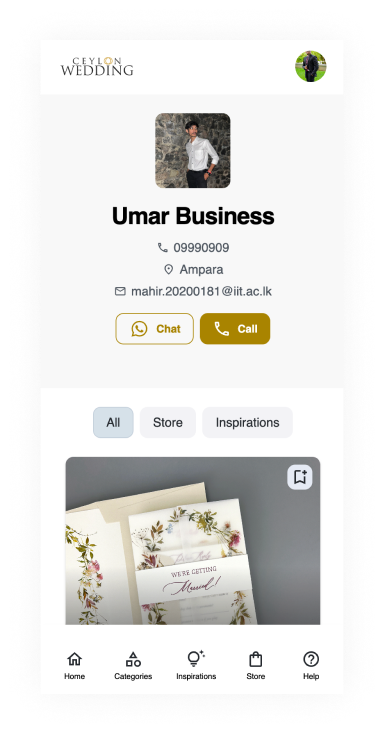 CEYLON
WEDDING
Umar Business
09990909
Ampara
mahir.20200181@iit.ac.lk
Chat
Call
All
Store
Inspirations
WE'RE GETTING
Married!
Home
Categories
Inspirations
Store
Help